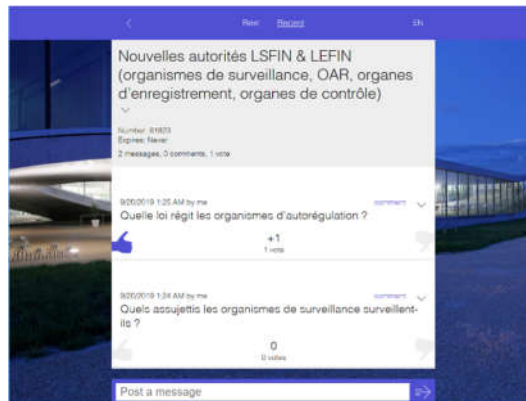 Recent
EN
Nouvelles autorités LSFIN & LEFIN
(organismes de surveillance, OAR, organes
d'enregistrement, organes de contrôle)
Number: 81823
Expires: Never
2 messages, 0 comments, 1 vote
9/20/2019 1:25 AM by me
comment
Quelle loi régit les organismes d'autorégulation ?
+1
1 vote
9/20/2019 1:24 AM by me
comment
Quels assujettis les organismes de surveillance surveillent-
ils ?
0
0 votes
Post a message